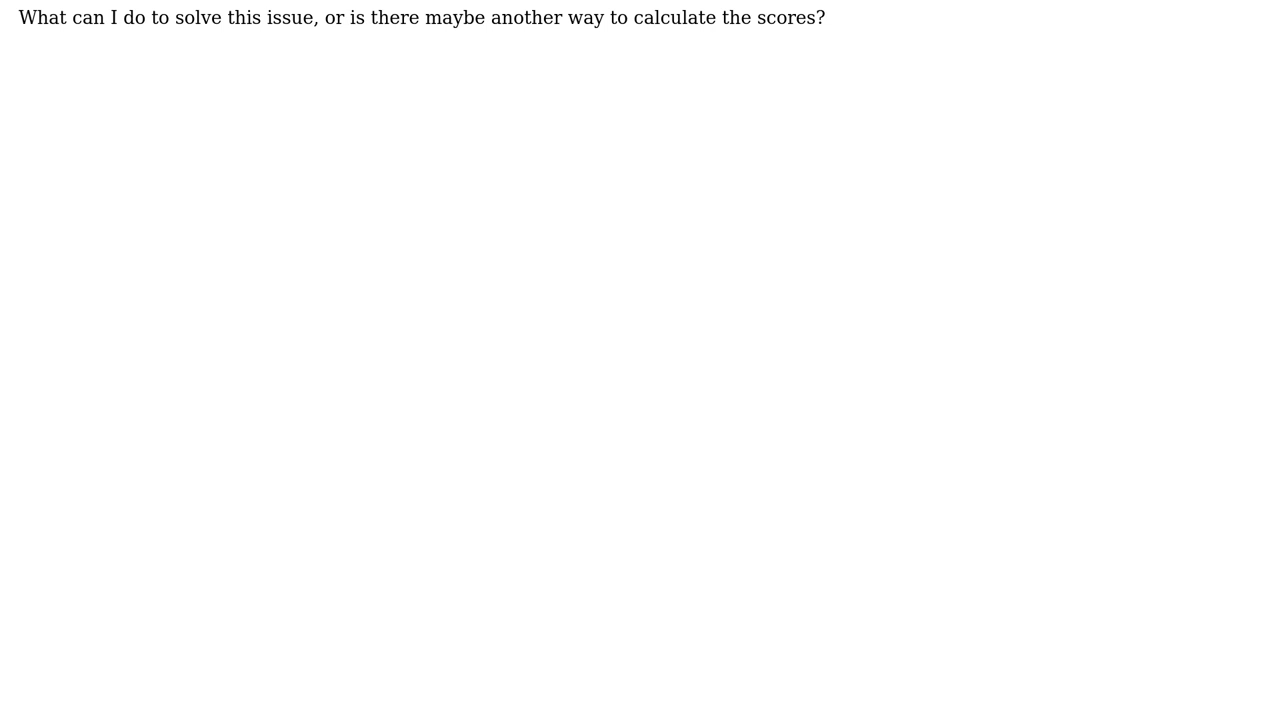 What can I do to solve this issue, or is there maybe another way to calculate the scores?